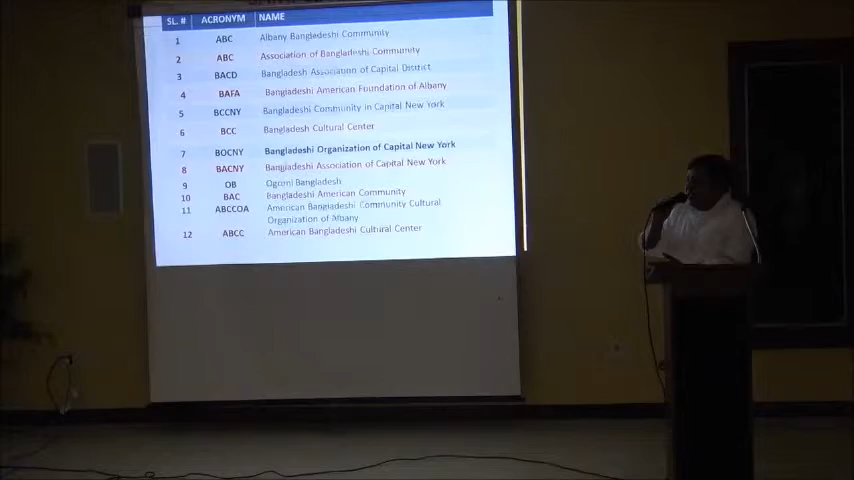 SL. # ACRONYM NAME
1 ABC Albany Bangladeshi Community
2 ABC Association of Bangladeshi Community
3 BACD Bangladesh Association of Capital District
4 BAFA Bangladeshi American Foundation of Albany
5 BCCNY Bangladeshi Community in Capital New York
6 BCC Bangladesh Cultural Center
7 BOCNY Bangladeshi Organization of Capital New York
8 BACNY Bangladeshi Association of Capital New York
9 OB Ogrami Bangladesh
10 BAC Bangladeshi American Community
11 ABCCOA American Bangladeshi Community Cultural
Organization of Albany
12 ABCC American Bangladeshi Cultural Center